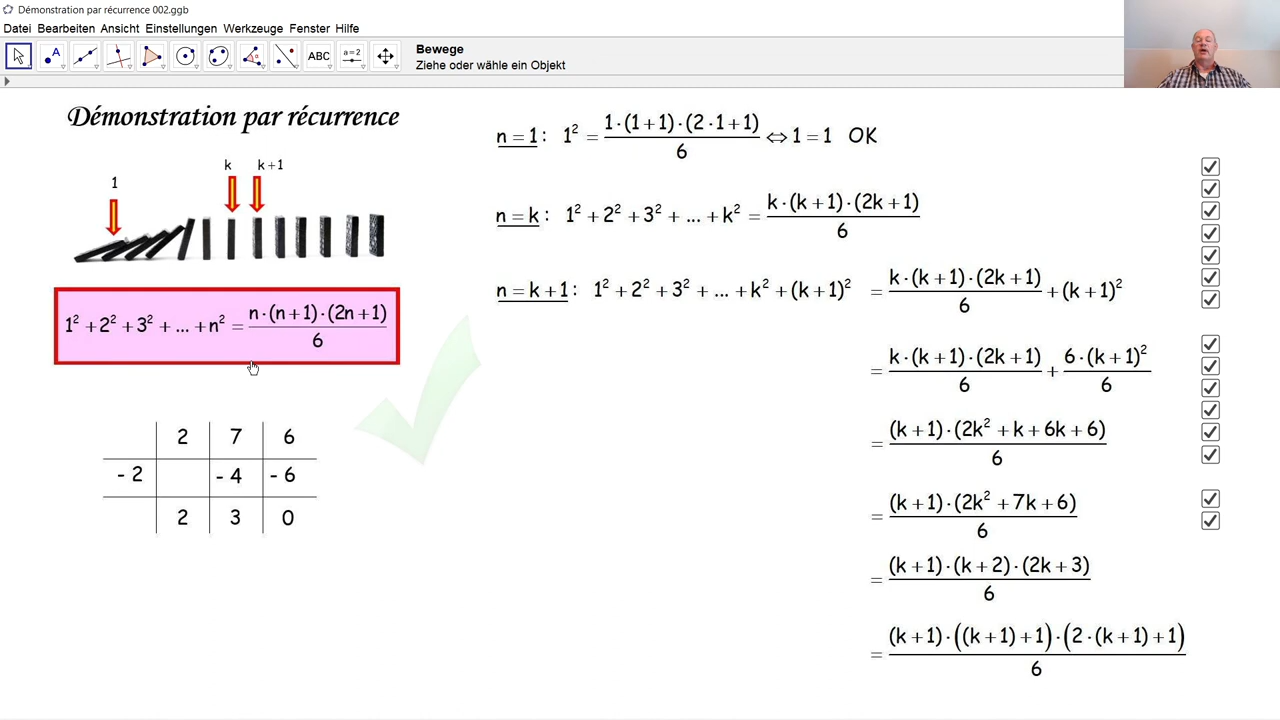 Démonstration par récurrence 002.ggb
Datei Bearbeiten Ansicht Einstellungen Werkzeuge Fenster Hilfe
A ABC a=2
Bewege
Ziehe oder wähle ein Objekt
Démonstration par récurrence
k k+1
1
1² + 2² + 3² + ... + n² = n·(n+1)·(2n+1) / 6
2 7 6
-2 -4 -6
2 3 0
n = 1: 1² = 1·(1+1)·(2·1+1) / 6 ⇔ 1 = 1 OK
n = k: 1² + 2² + 3² + ... + k² = k·(k+1)·(2k+1) / 6
n = k+1: 1² + 2² + 3² + ... + k² + (k+1)² = k·(k+1)·(2k+1) / 6 + (k+1)²
= k·(k+1)·(2k+1) / 6 + 6·(k+1)² / 6
= (k+1)·(2k² + k + 6k + 6) / 6
= (k+1)·(2k² + 7k + 6) / 6
= (k+1)·(k+2)·(2k+3) / 6
= (k+1)·((k+1)+1)·(2·(k+1)+1) / 6